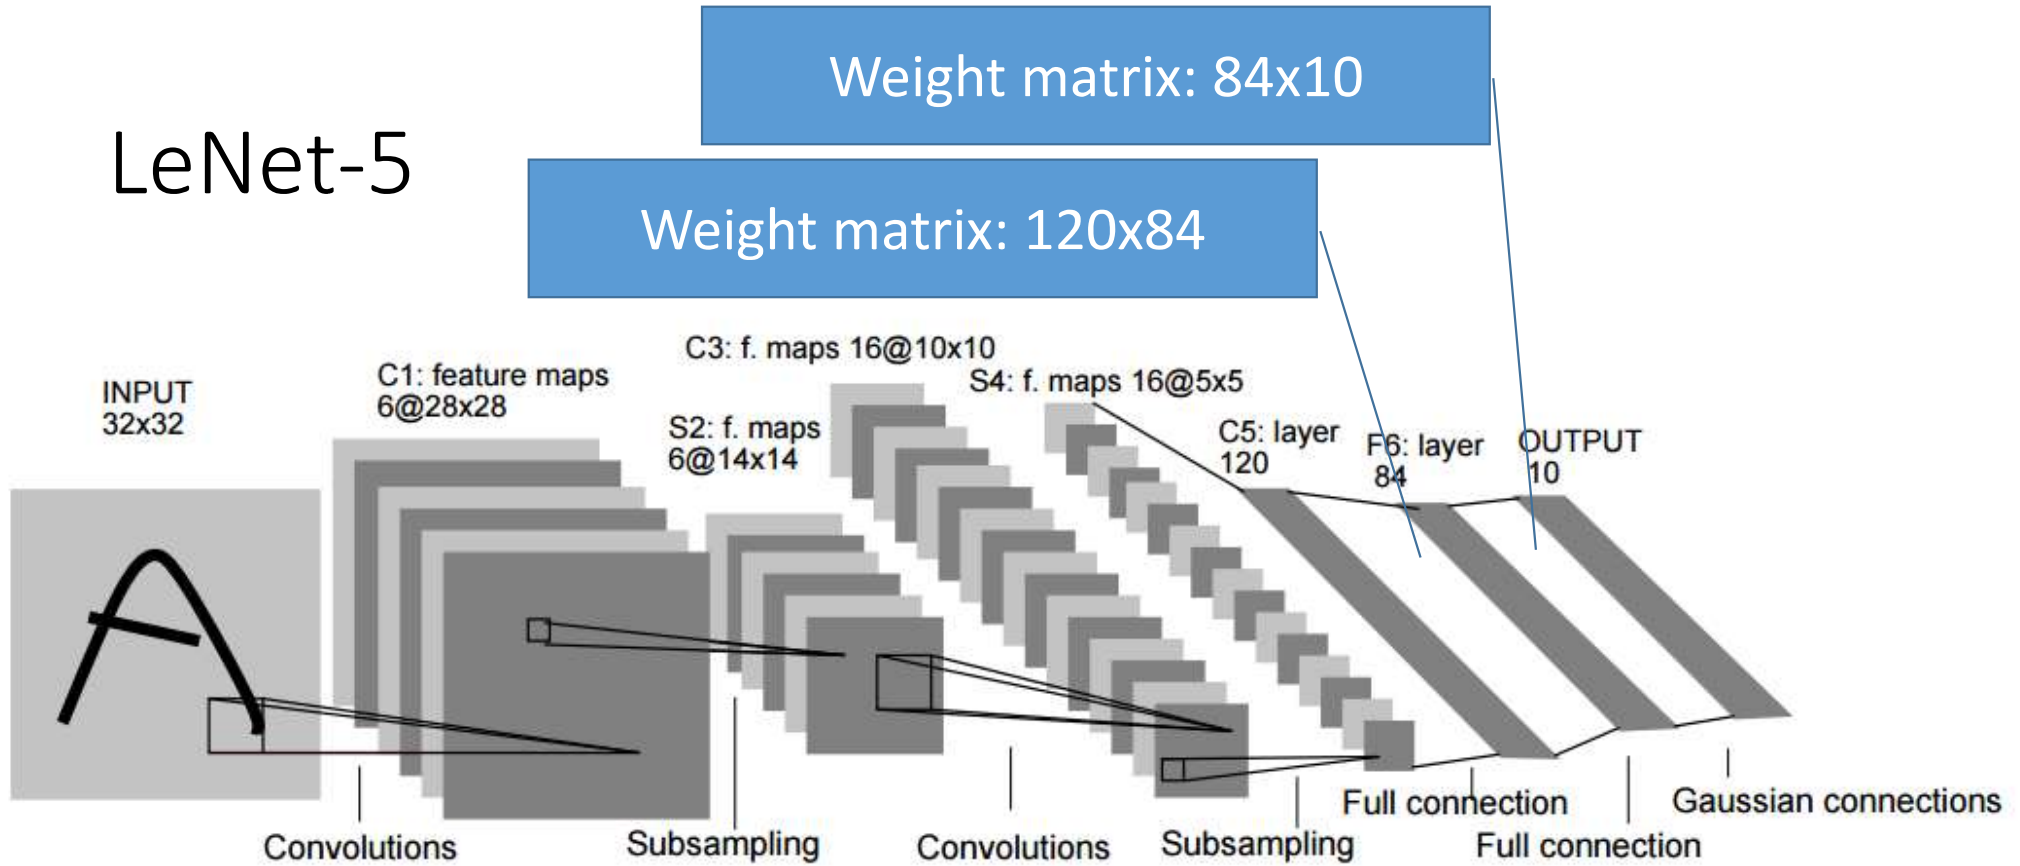 Weight matrix: 84x10
LeNet-5
Weight matrix: 120x84
C3: f. maps 16@10x10
INPUT
32x32
C1: feature maps
6@28x28
S2: f. maps
6@14x14
S4: f. maps 16@5x5
C5: layer
120
F6: layer
84
OUTPUT
10
Convolutions
Subsampling
Convolutions
Subsampling
Full connection
Full connection
Gaussian connections